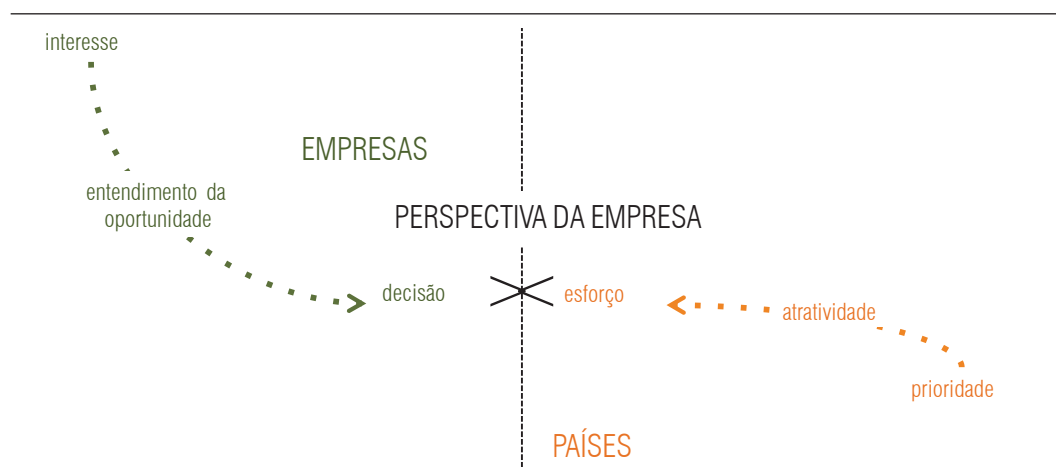 interesse
EMPRESAS
entendimento da
oportunidade
PERSPECTIVA DA EMPRESA
decisão
esforço
atratividade
prioridade
PAÍSES